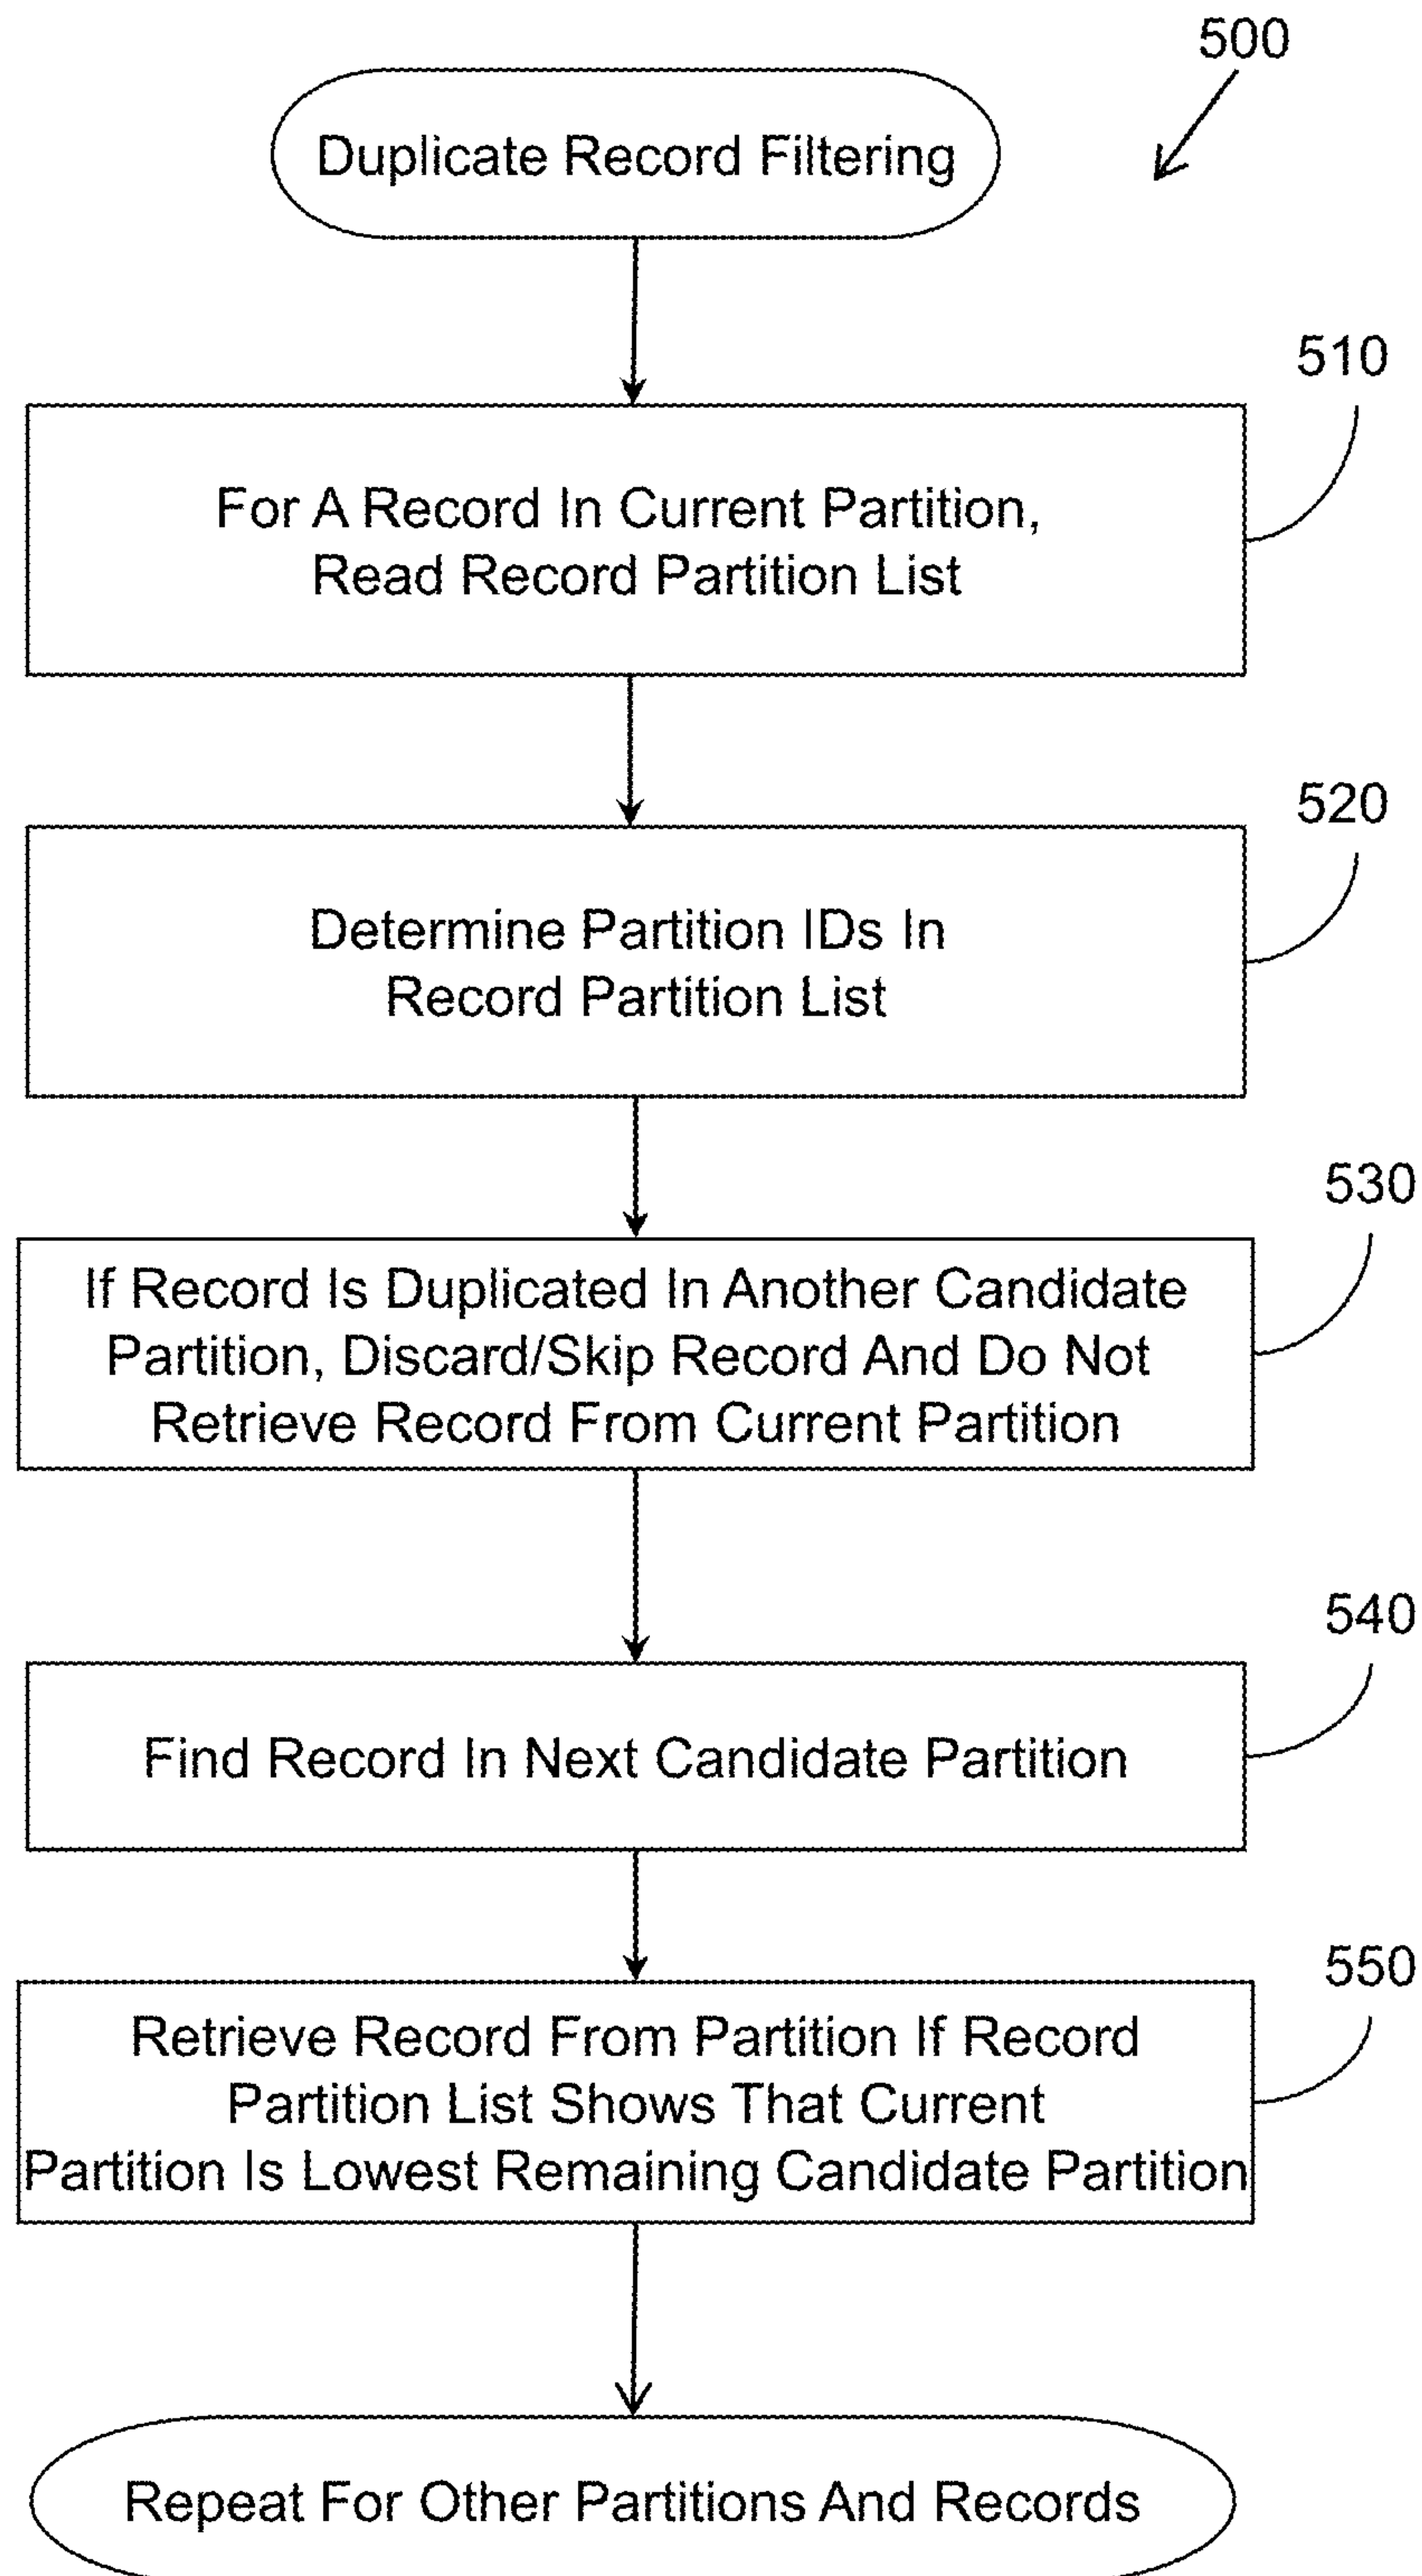 500
Duplicate Record Filtering
510
For A Record In Current Partition,
Read Record Partition List
520
Determine Partition IDs In
Record Partition List
530
If Record Is Duplicated In Another Candidate
Partition, Discard/Skip Record And Do Not
Retrieve Record From Current Partition
540
Find Record In Next Candidate Partition
550
Retrieve Record From Partition If Record
Partition List Shows That Current
Partition Is Lowest Remaining Candidate Partition
Repeat For Other Partitions And Records